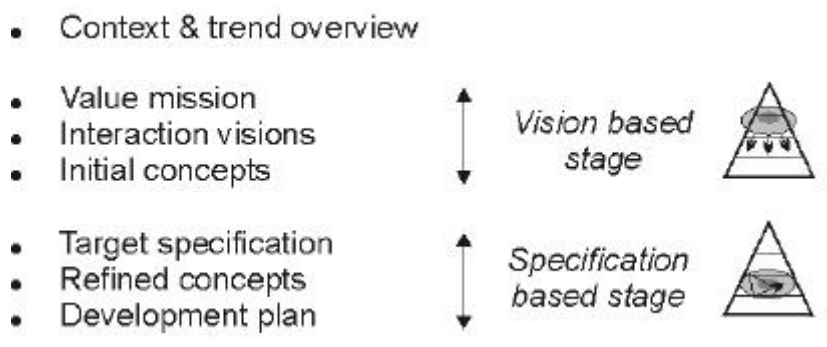 • Context & trend overview
• Value mission
• Interaction visions
• Initial concepts
Vision based
stage
• Target specification
• Refined concepts
• Development plan
Specification
based stage